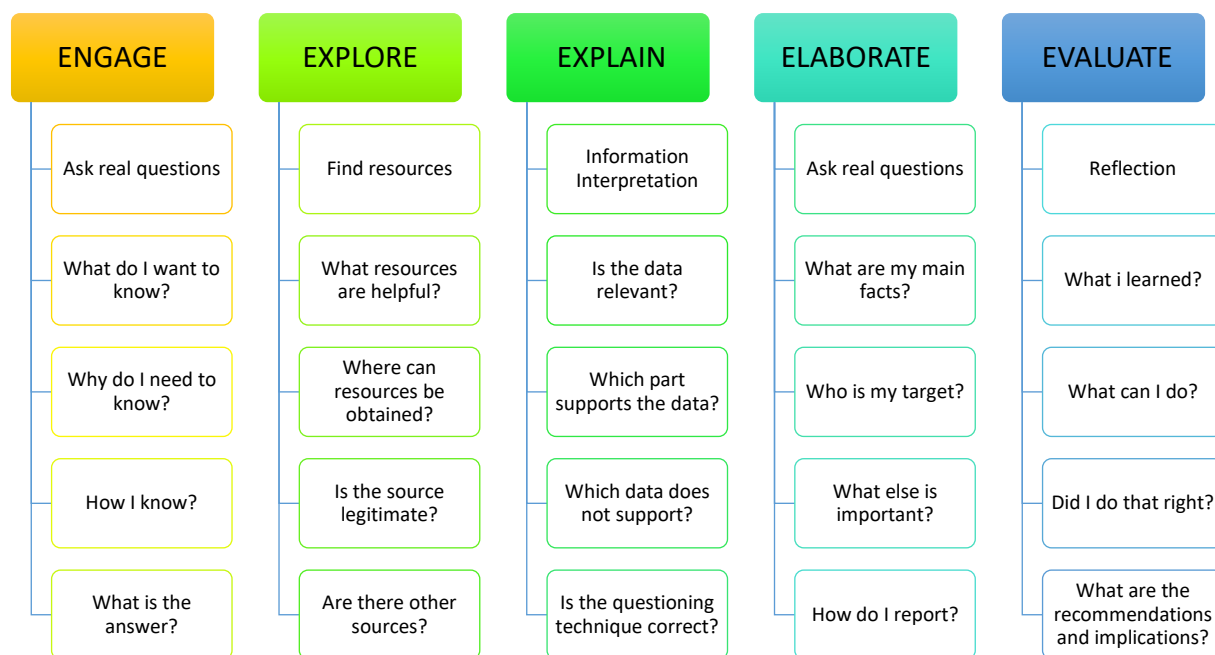 ENGAGE
Ask real questions
What do I want to
know?
Why do I need to
know?
How I know?
What is the
answer?
EXPLORE
Find resources
What resources
are helpful?
Where can
resources be
obtained?
Is the source
legitimate?
Are there other
sources?
EXPLAIN
Information
Interpretation
Is the data
relevant?
Which part
supports the data?
Which data does
not support?
Is the questioning
technique correct?
ELABORATE
Ask real questions
What are my main
facts?
Who is my target?
What else is
important?
How do I report?
EVALUATE
Reflection
What i learned?
What can I do?
Did I do that right?
What are the
recommendations
and implications?